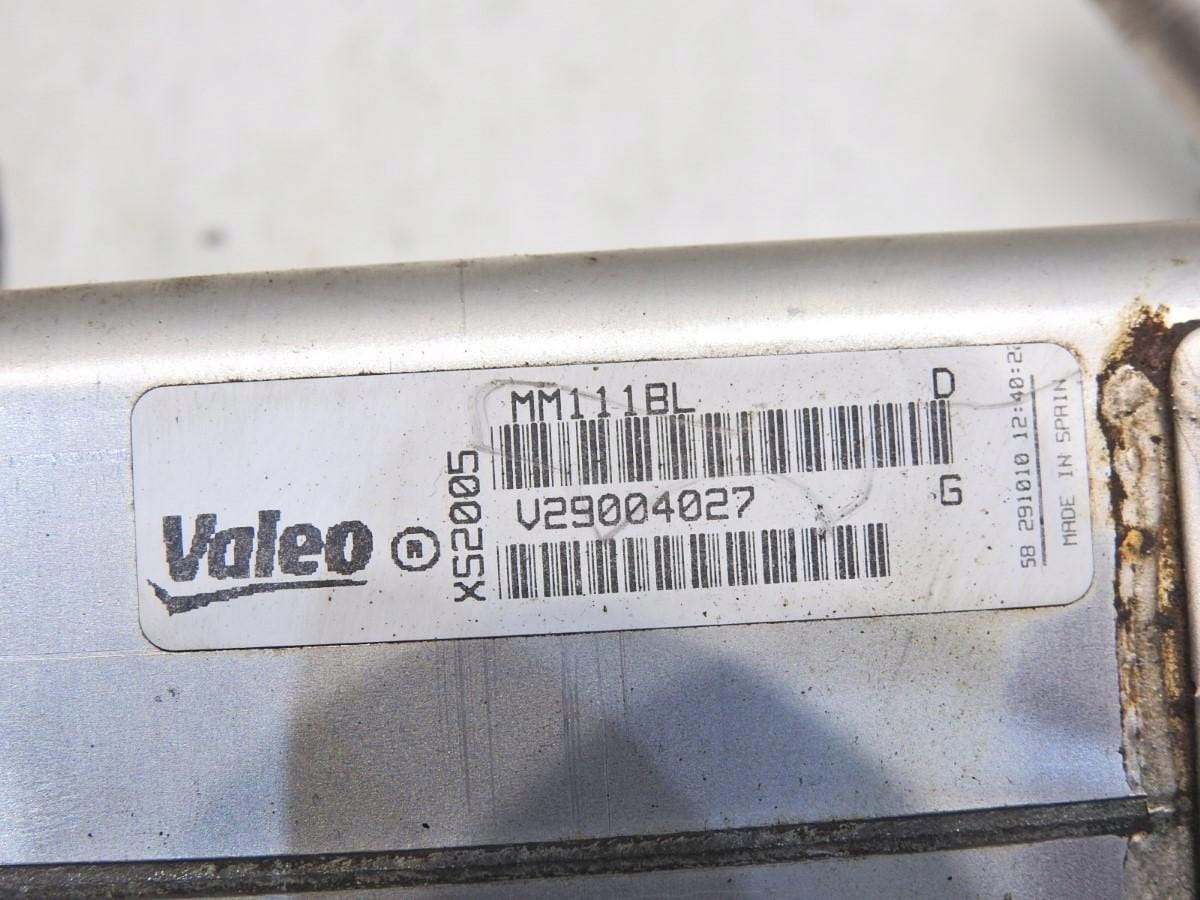 Valeo ®
XS2005
MM111BL
D
V29004027
G
58 291010 12:40:2
MADE IN SPAIN